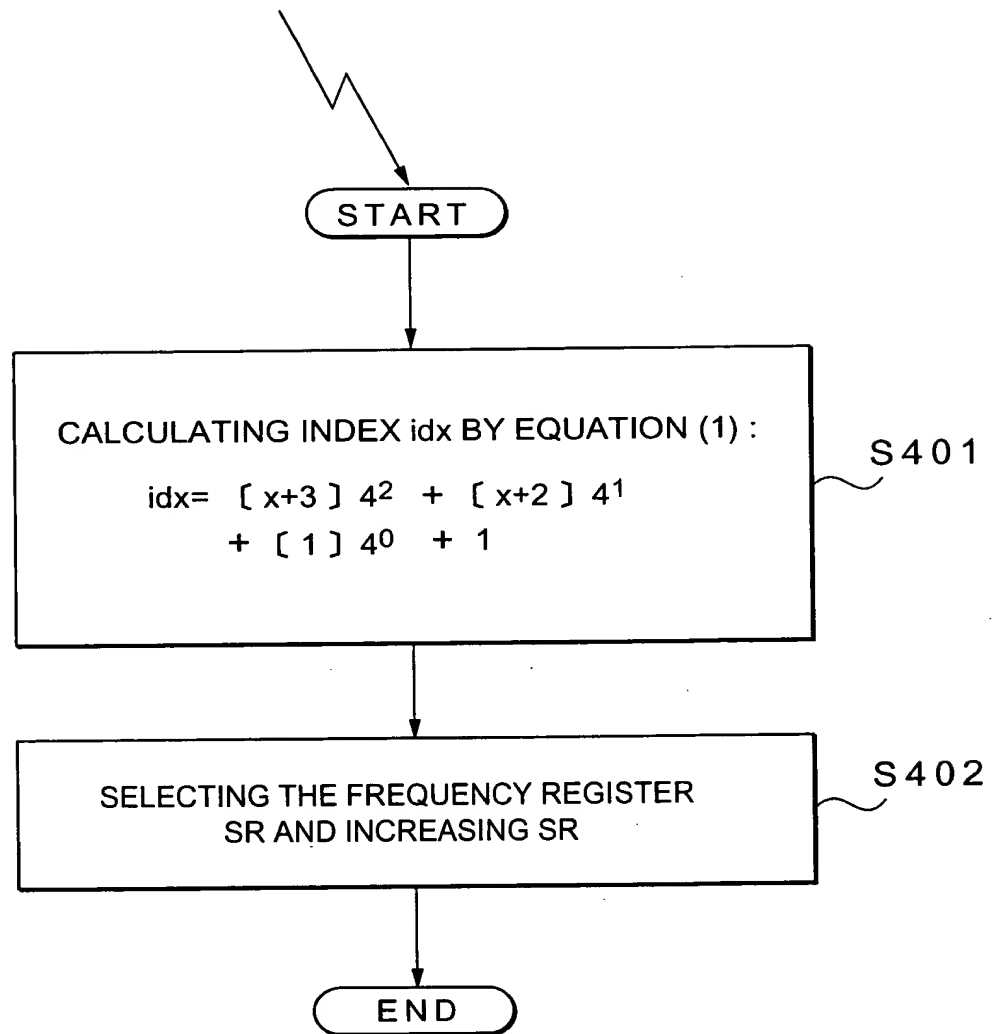 START
CALCULATING INDEX idx BY EQUATION (1) :
idx= 〔 x+3 〕 4² + 〔 x+2 〕 4¹
+ 〔 1 〕 4⁰ + 1
S401
SELECTING THE FREQUENCY REGISTER
SR AND INCREASING SR
S402
END